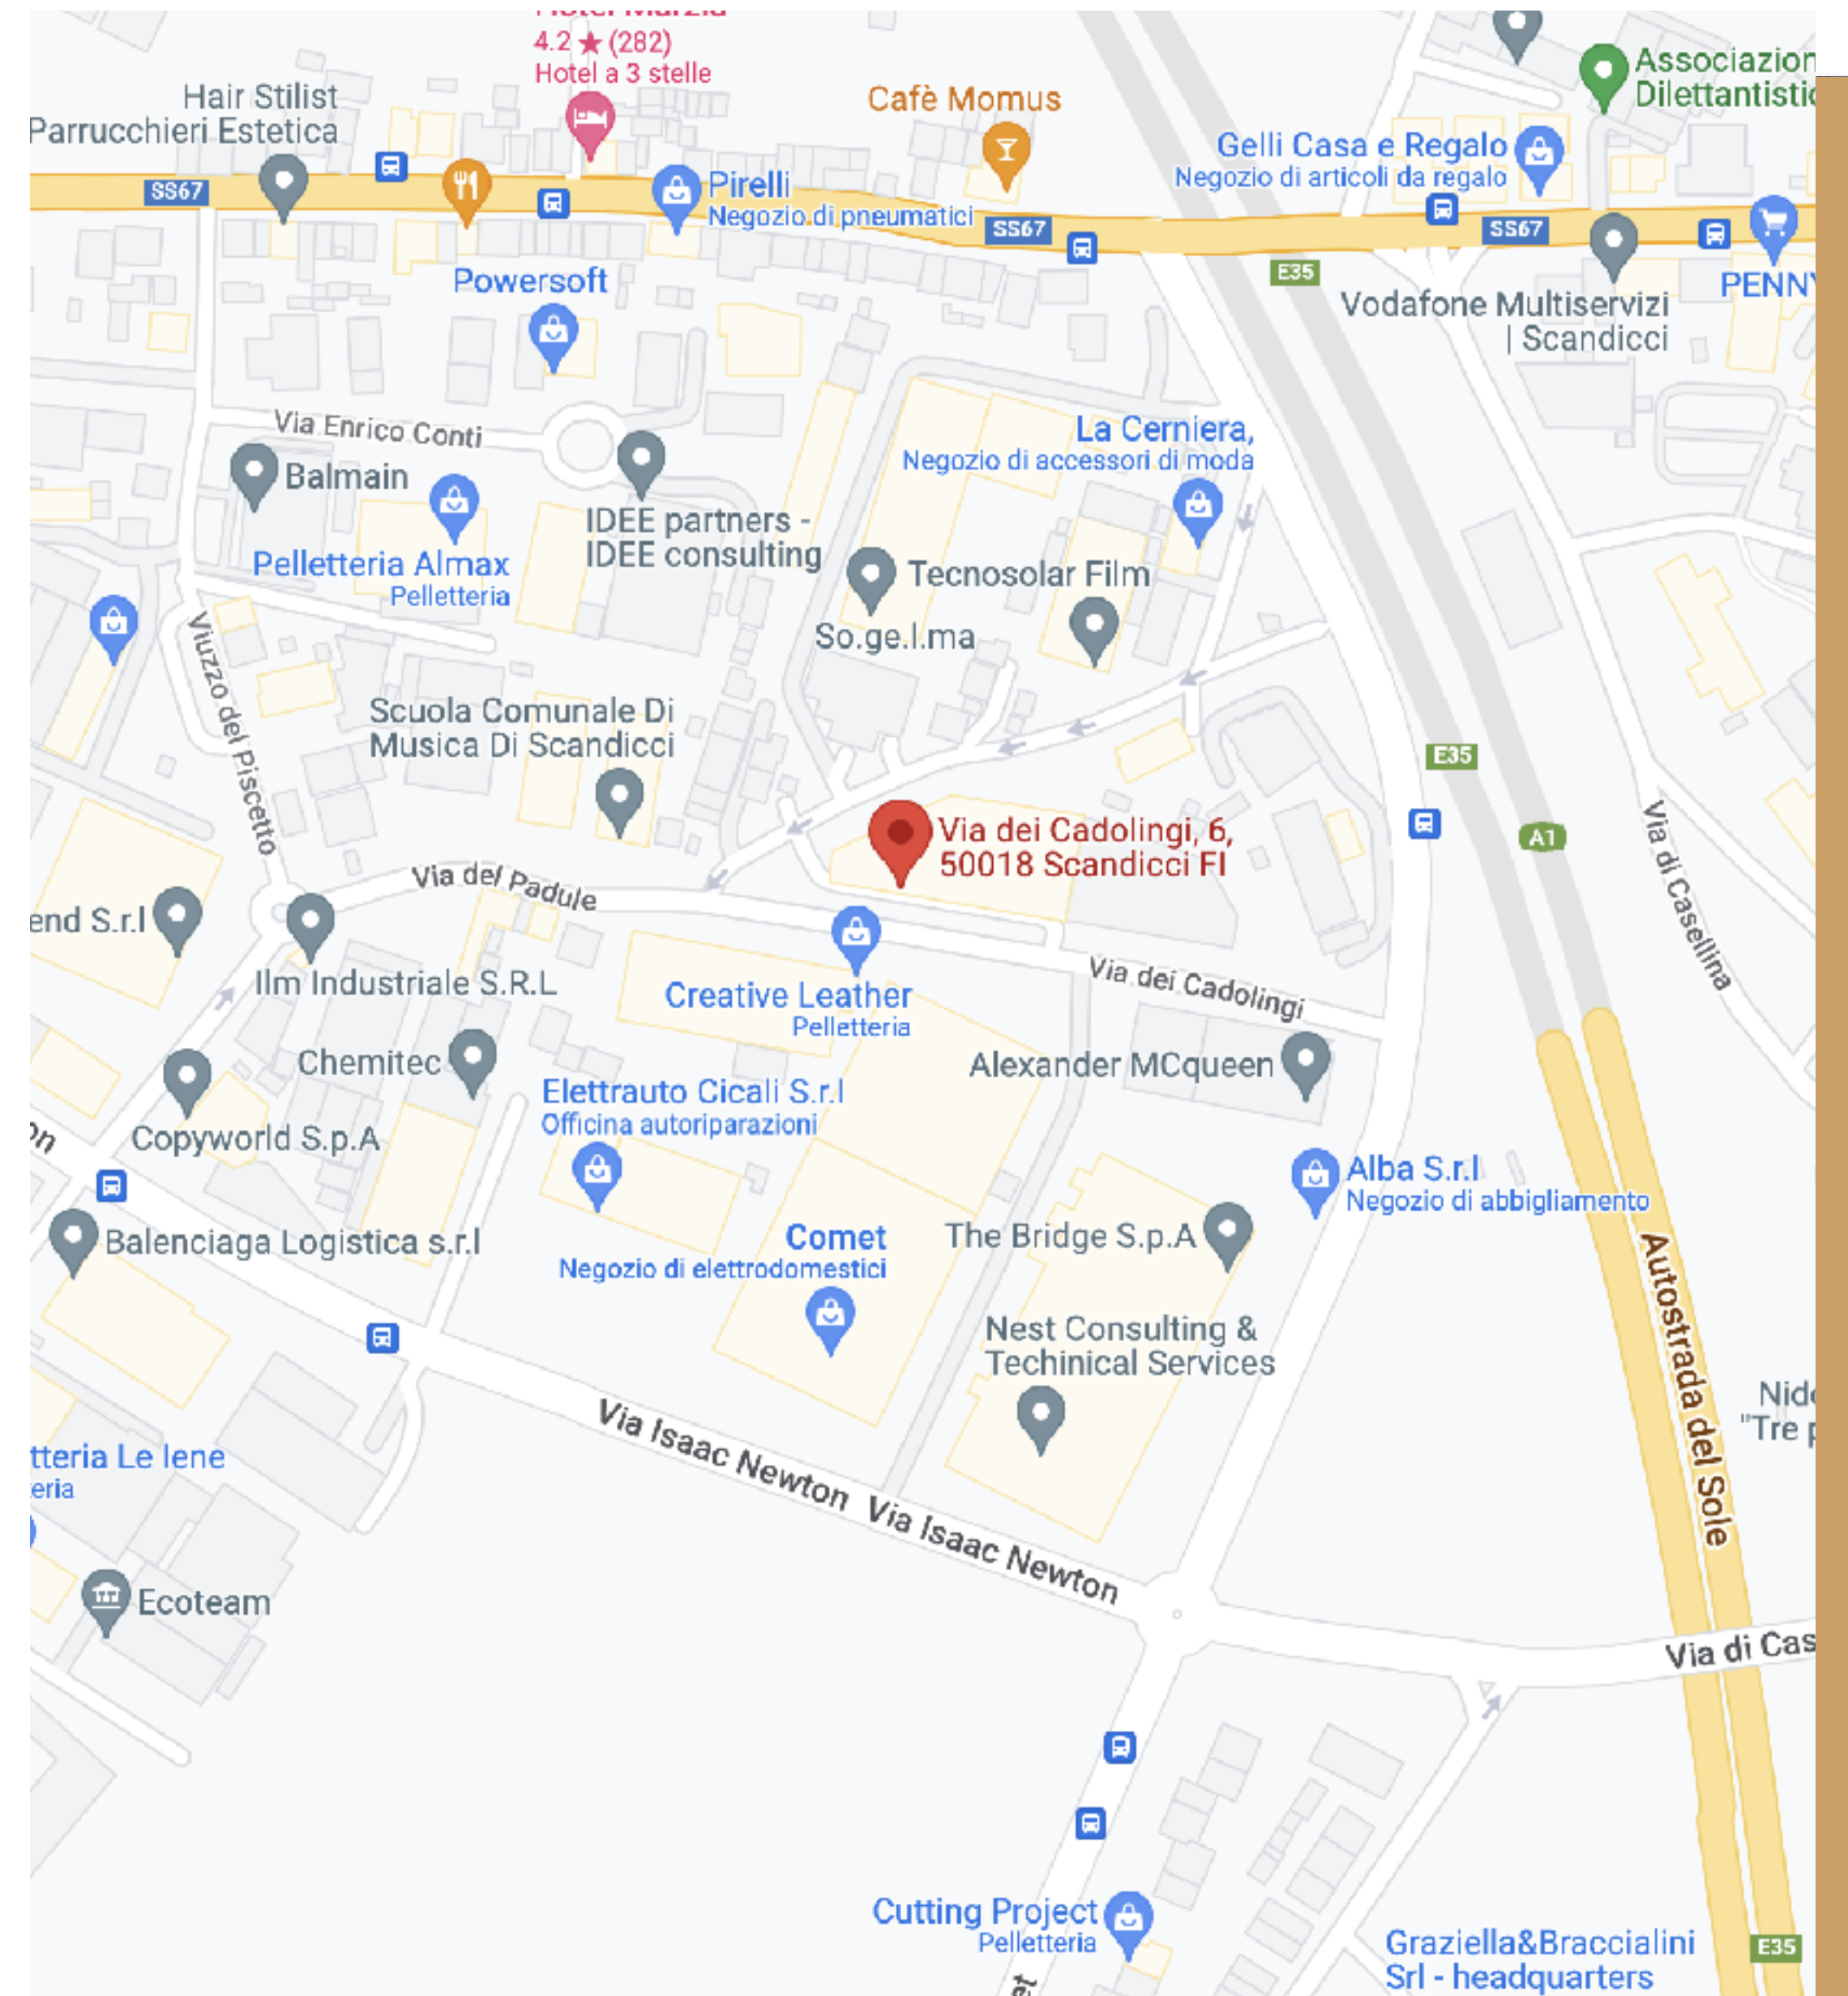 4.2 ★ (282)
Hotel a 3 stelle
Hair Stilist
Parrucchieri Estetica
Cafè Momus
Associazion
Dilettantistic
Gelli Casa e Regalo
Negozio di articoli da regalo
SS67
Pirelli
Negozio di pneumatici
SS67
SS67
E35
Powersoft
Vodafone Multiservizi
| Scandicci
PENNY
Via Enrico Conti
La Cerniera,
Negozio di accessori di moda
Balmain
IDEE partners -
IDEE consulting
Pelletteria Almax
Pelletteria
Tecnosolar Film
So.ge.l.ma
Viuzzo del Piscetto
Scuola Comunale Di
Musica Di Scandicci
E35
A1
Via dei Cadolingi, 6,
50018 Scandicci FI
Via di Casellina
Via del Padule
end S.r.l
Ilm Industriale S.R.L
Creative Leather
Pelletteria
Via dei Cadolingi
Chemitec
Alexander MCqueen
Elettrauto Cicali S.r.l
Officina autoriparazioni
on
Copyworld S.p.A
Alba S.r.l
Negozio di abbigliamento
Balenciaga Logistica s.r.l
Comet
Negozio di elettrodomestici
The Bridge S.p.A
Autostrada del Sole
Nest Consulting &
Techinical Services
Nido
"Tre p
Via Isaac Newton
Via Isaac Newton
tteria Le Iene
eria
Ecoteam
Via di Cas
Cutting Project
Pelletteria
Graziella&Braccialini
Srl - headquarters
E35